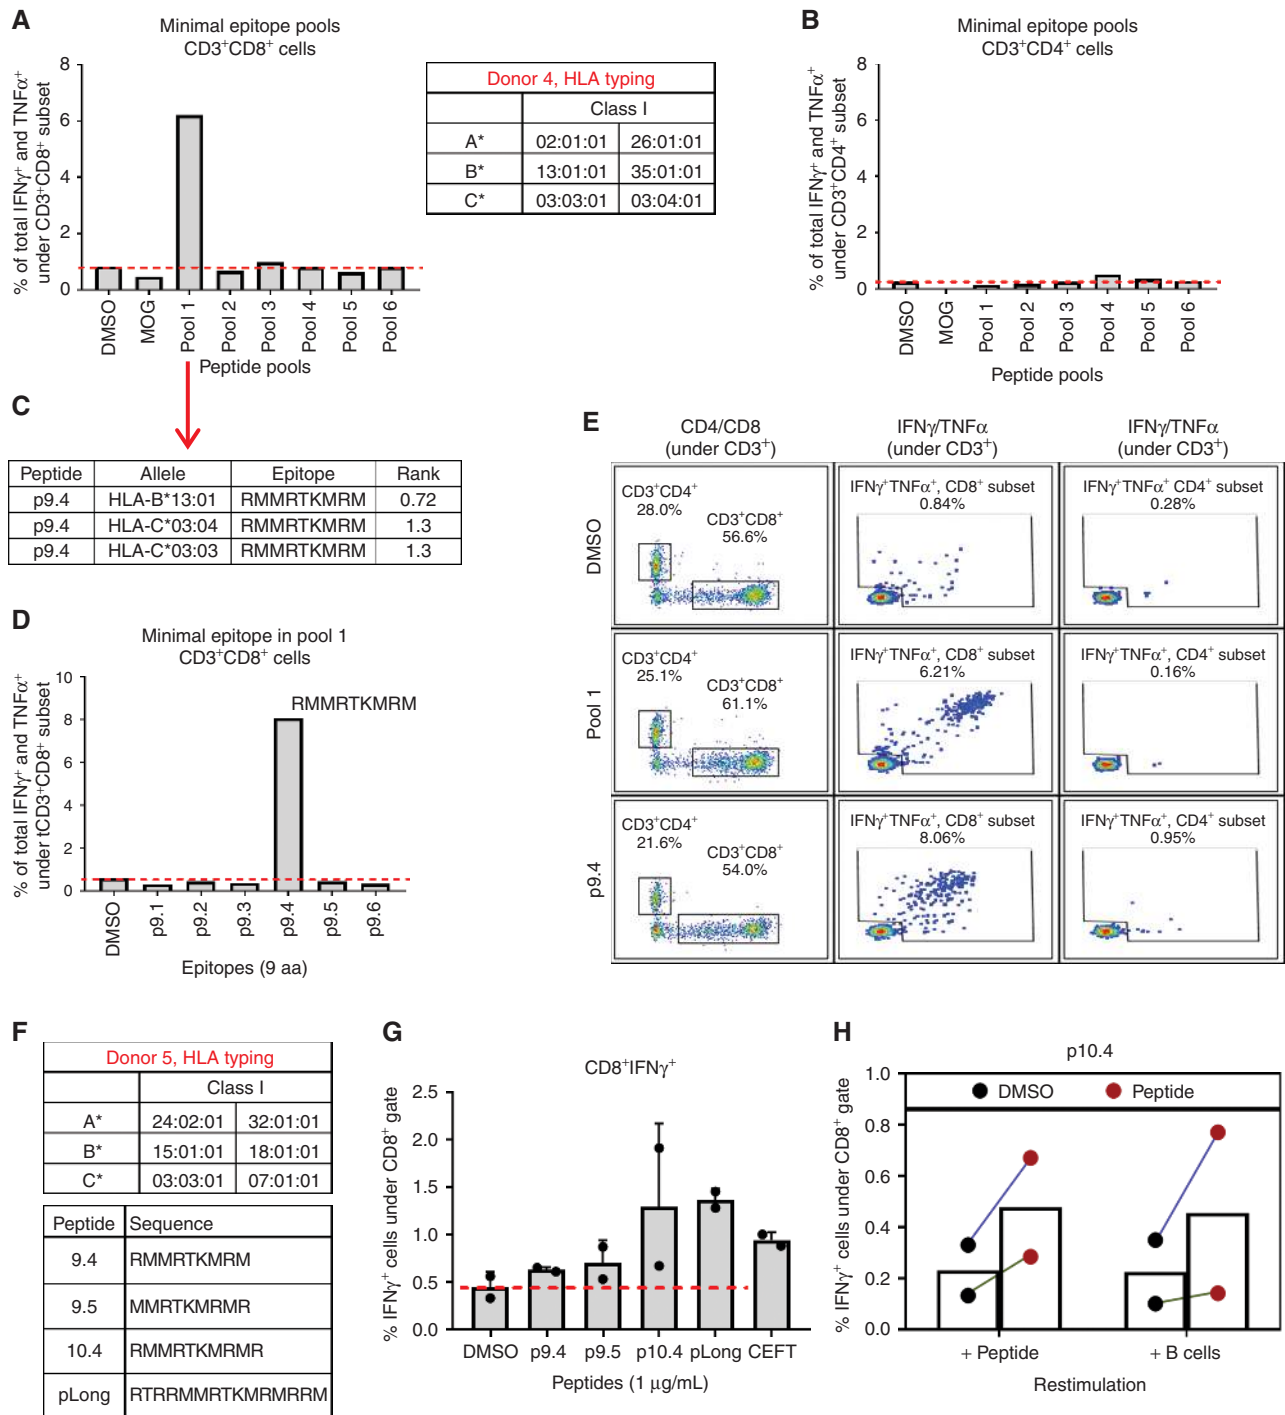 A
Minimal epitope pools
CD3+CD8+ cells
% of total IFNγ+ and TNFα+
under CD3+CD8+ subset
8
6
4
2
0
DMSO
MOG
Pool 1
Pool 2
Pool 3
Pool 4
Pool 5
Pool 6
Peptide pools
Donor 4, HLA typing
Class I
A* 02:01:01 26:01:01
B* 13:01:01 35:01:01
C* 03:03:01 03:04:01
B
Minimal epitope pools
CD3+CD4+ cells
% of total IFNγ+ and TNFα+
under CD3+CD4+ subset
8
6
4
2
0
DMSO
MOG
Pool 1
Pool 2
Pool 3
Pool 4
Pool 5
Pool 6
Peptide pools
C
Peptide Allele Epitope Rank
p9.4 HLA-B*13:01 RMMRTKMRM 0.72
p9.4 HLA-C*03:04 RMMRTKMRM 1.3
p9.4 HLA-C*03:03 RMMRTKMRM 1.3
D
Minimal epitope in pool 1
CD3+CD8+ cells
% of total IFNγ+ and TNFα+
under tCD3+CD8+ subset
10
8
6
4
2
0
RMMRTKMRM
DMSO
p9.1
p9.2
p9.3
p9.4
p9.5
p9.6
Epitopes (9 aa)
E
CD4/CD8
(under CD3+)
IFNγ/TNFα
(under CD3+)
IFNγ/TNFα
(under CD3+)
DMSO
CD3+CD4+
28.0%
CD3+CD8+
56.6%
IFNγ+TNFα+, CD8+ subset
0.84%
IFNγ+TNFα+ CD4+ subset
0.28%
Pool 1
CD3+CD4+
25.1%
CD3+CD8+
61.1%
IFNγ+TNFα+, CD8+ subset
6.21%
IFNγ+TNFα+, CD4+ subset
0.16%
p9.4
CD3+CD4+
21.6%
CD3+CD8+
54.0%
IFNγ+TNFα+, CD8+ subset
8.06%
IFNγ+TNFα+, CD4+ subset
0.95%
F
Donor 5, HLA typing
Class I
A* 24:02:01 32:01:01
B* 15:01:01 18:01:01
C* 03:03:01 07:01:01
Peptide Sequence
9.4 RMMRTKMRM
9.5 MMRTKMRMR
10.4 RMMRTKMRMR
pLong RTRRMMRTKMRMRRM
G
CD8+IFNγ+
% IFNγ+ cells under CD8+ gate
2.5
2.0
1.5
1.0
0.5
0.0
DMSO p9.4 p9.5 p10.4 pLong CEFT
Peptides (1 μg/mL)
H
p10.4
% IFNγ+ cells under CD8+ gate
1.0
0.8
0.6
0.4
0.2
0.0
DMSO Peptide
+ Peptide + B cells
Restimulation